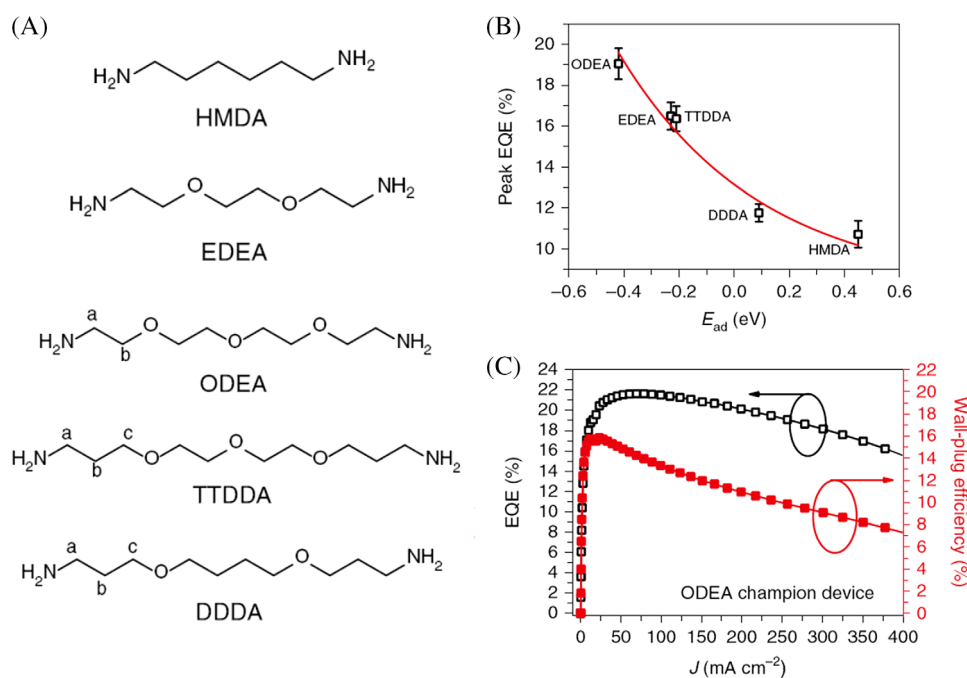 (A)
H₂N
NH₂
HMDA
H₂N
O
O
NH₂
EDEA
a
H₂N
b
O
O
O
NH₂
ODEA
a
c
H₂N
b
O
O
O
NH₂
TTDDA
a
c
H₂N
b
O
O
NH₂
DDDA
(B)
Peak EQE (%)
20
18
16
14
12
10
ODEA
EDEA
TTDDA
DDDA
HMDA
–0.6
–0.4
–0.2
0.0
0.2
0.4
0.6
E_ad (eV)
(C)
EQE (%)
24
22
20
18
16
14
12
10
8
6
4
2
0
22
20
18
16
14
12
10
8
6
4
2
0
Wall-plug efficiency (%)
ODEA champion device
0
50
100
150
200
250
300
350
400
J (mA cm⁻²)